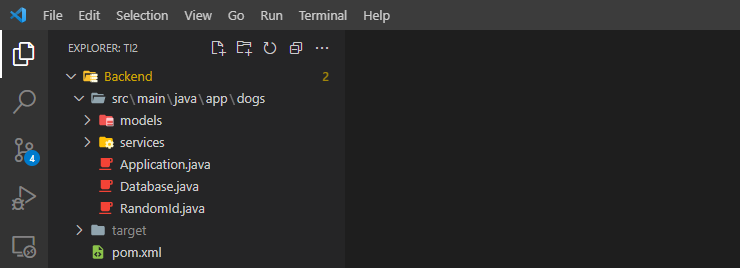 File Edit Selection View Go Run Terminal Help
EXPLORER: TI2
Backend 2
src\main\java\app\dogs
models
services
Application.java
Database.java
RandomId.java
target
pom.xml
4